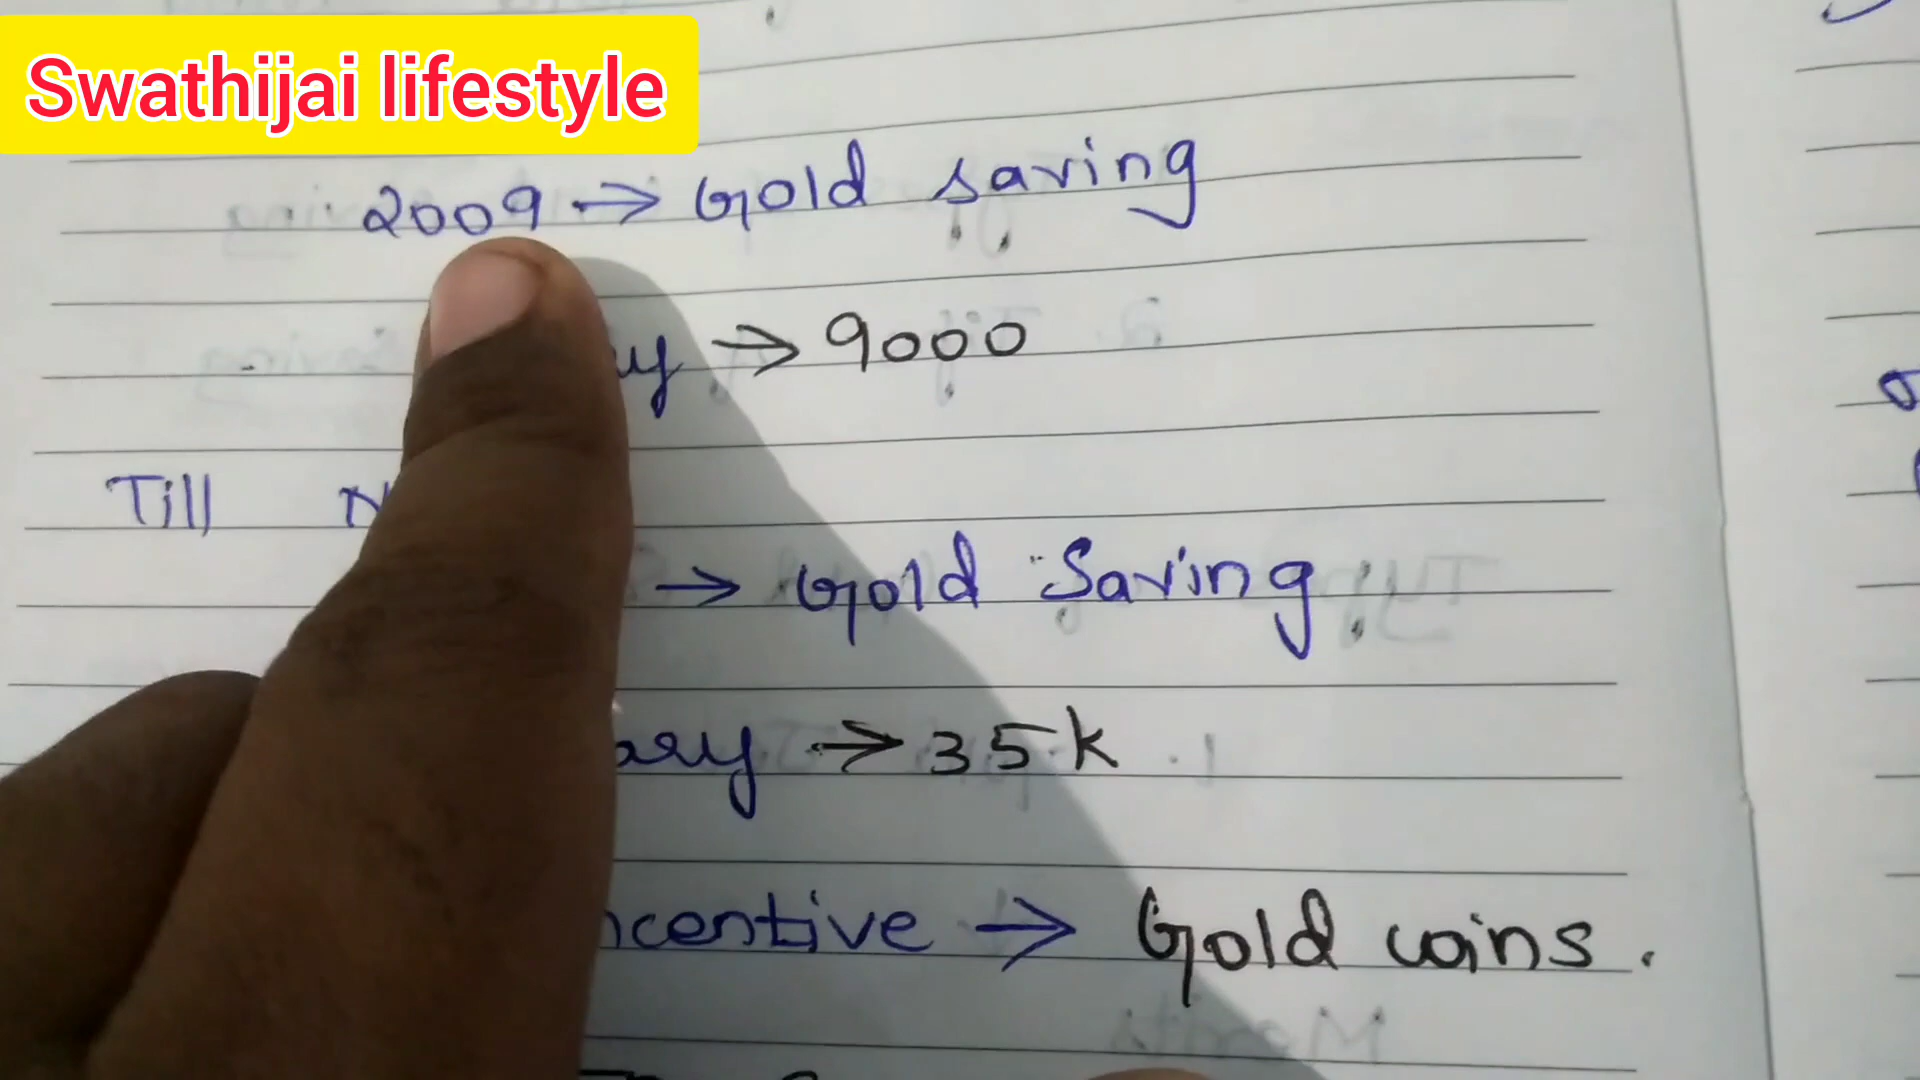 Swathijai lifestyle
2009 → Gold saving
→ 9000
Till
→ Gold Saving
→ 35k
→ Gold coins.